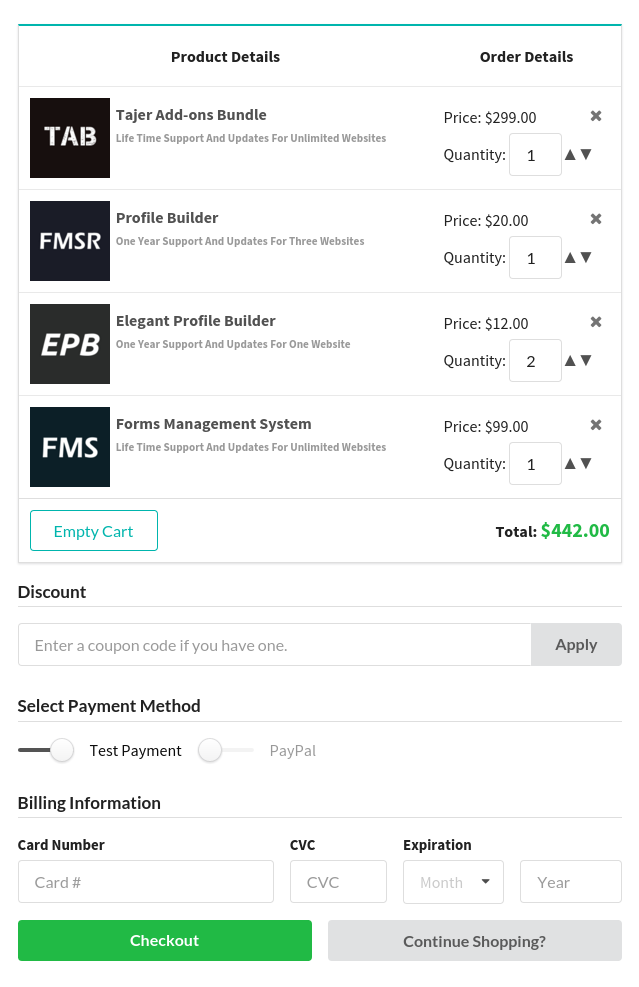 Product Details Order Details
TAB
Tajer Add-ons Bundle
Life Time Support And Updates For Unlimited Websites
Price: $299.00 ✖
Quantity: 1 ▲▼
FMSR
Profile Builder
One Year Support And Updates For Three Websites
Price: $20.00 ✖
Quantity: 1 ▲▼
EPB
Elegant Profile Builder
One Year Support And Updates For One Website
Price: $12.00 ✖
Quantity: 2 ▲▼
FMS
Forms Management System
Life Time Support And Updates For Unlimited Websites
Price: $99.00 ✖
Quantity: 1 ▲▼
Empty Cart Total: $442.00
Discount
Enter a coupon code if you have one. Apply
Select Payment Method
Test Payment PayPal
Billing Information
Card Number CVC Expiration
Card # CVC Month Year
Checkout Continue Shopping?